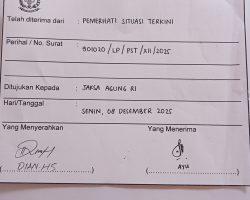 Telah diterima dari : PEMERHATI SITUASI TERKINI
Perihal / No. Surat : 301020/LP/PST/XII/2025
Ditujukan Kepada : JAKSA AGUNG RI
Hari/Tanggal : SENIN, 08 DESEMBER 2025
Yang Menyerahkan Yang Menerima
(DIAN.HS) (AYU)